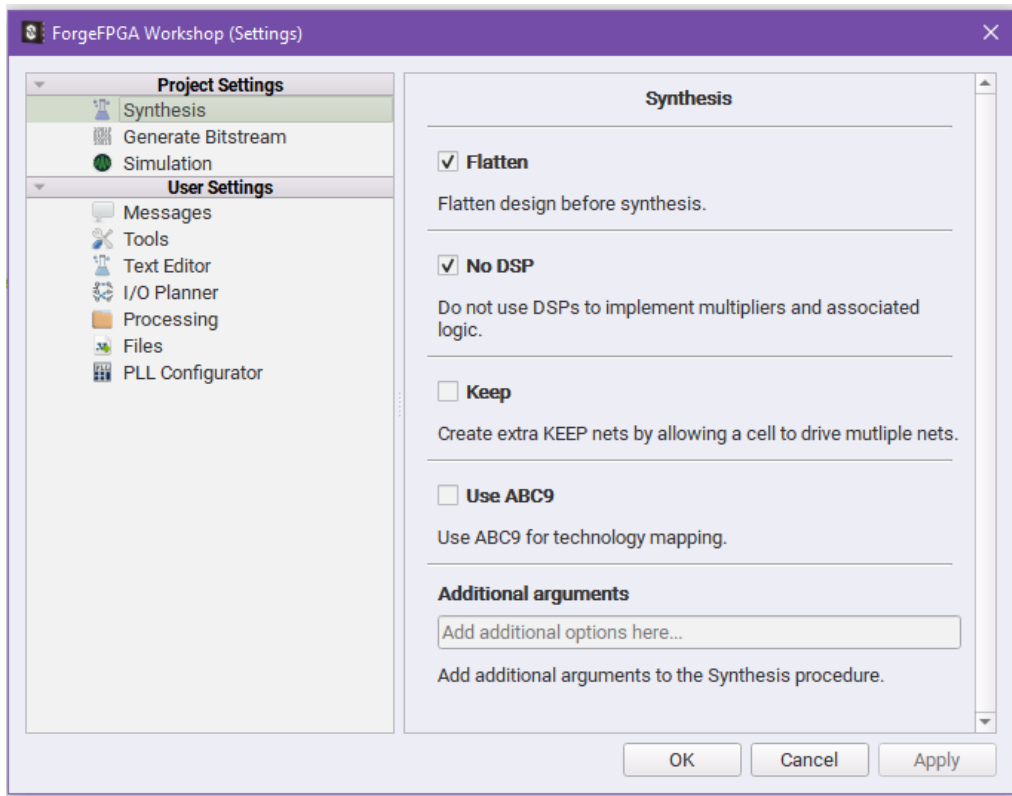 ForgeFPGA Workshop (Settings)
Project Settings
Synthesis
Generate Bitstream
Simulation
User Settings
Messages
Tools
Text Editor
I/O Planner
Processing
Files
PLL Configurator
Synthesis
Flatten
Flatten design before synthesis.
No DSP
Do not use DSPs to implement multipliers and associated
logic.
Keep
Create extra KEEP nets by allowing a cell to drive mutliple nets.
Use ABC9
Use ABC9 for technology mapping.
Additional arguments
Add additional options here...
Add additional arguments to the Synthesis procedure.
OK
Cancel
Apply